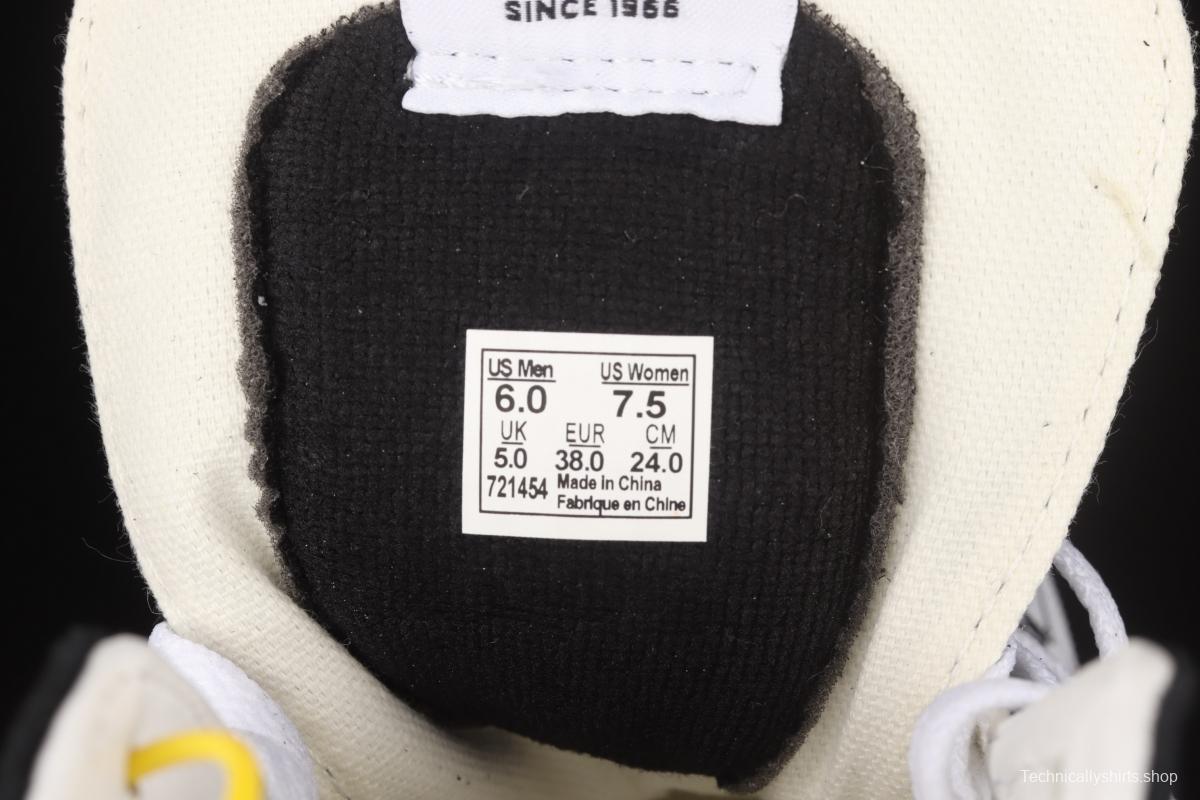 SINCE 1966
US Men US Women
6.0 7.5
UK EUR CM
5.0 38.0 24.0
721454 Made in China
Fabrique en Chine
Technicallyshirts.shop